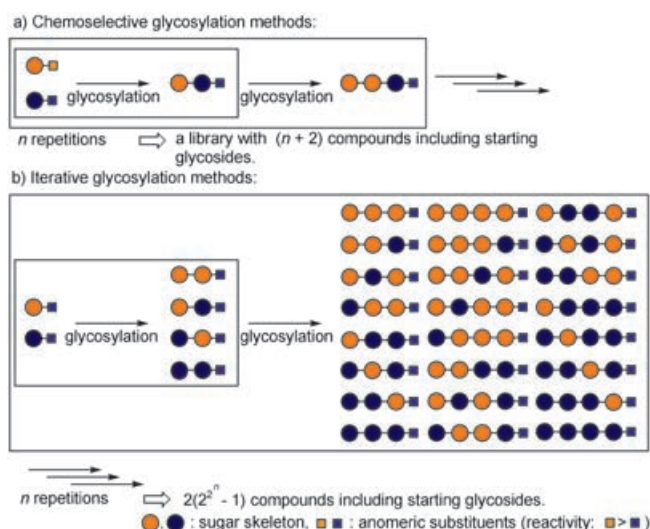 a) Chemoselective glycosylation methods:
glycosylation glycosylation
n repetitions ⇨ a library with (n + 2) compounds including starting
glycosides.
b) Iterative glycosylation methods:
glycosylation glycosylation
n repetitions ⇨ 2(2^2^n - 1) compounds including starting glycosides.
, : sugar skeleton, : anomeric substituents (reactivity: > )